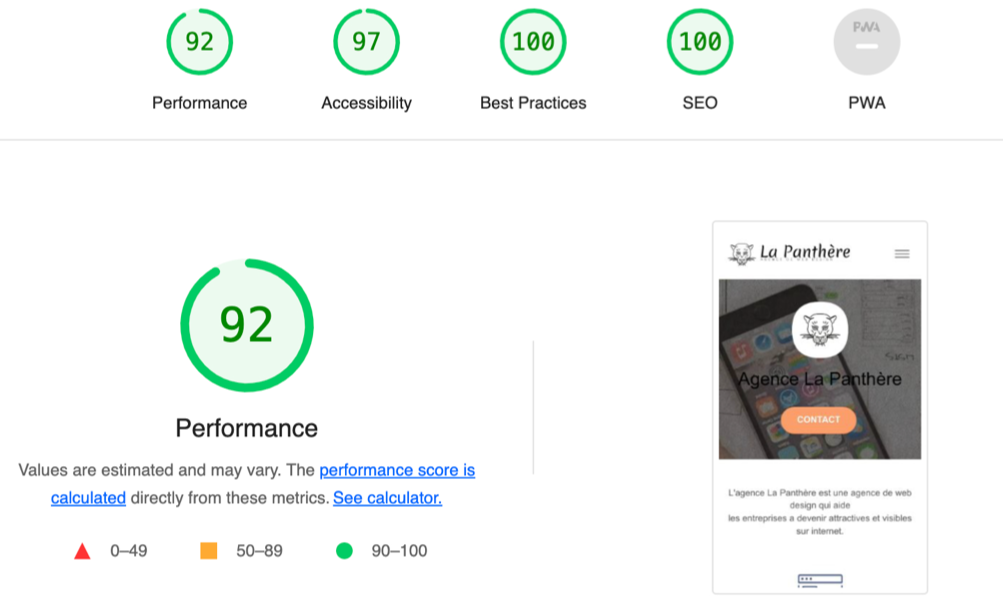 92
97
100
100
PWA
Performance
Accessibility
Best Practices
SEO
PWA
92
Performance
Values are estimated and may vary. The performance score is
calculated directly from these metrics. See calculator.
0–49
50–89
90–100
La Panthère
Agence La Panthère
CONTACT
L'agence La Panthère est une agence de web
design qui aide
les entreprises a devenir attractives et visibles
sur internet.